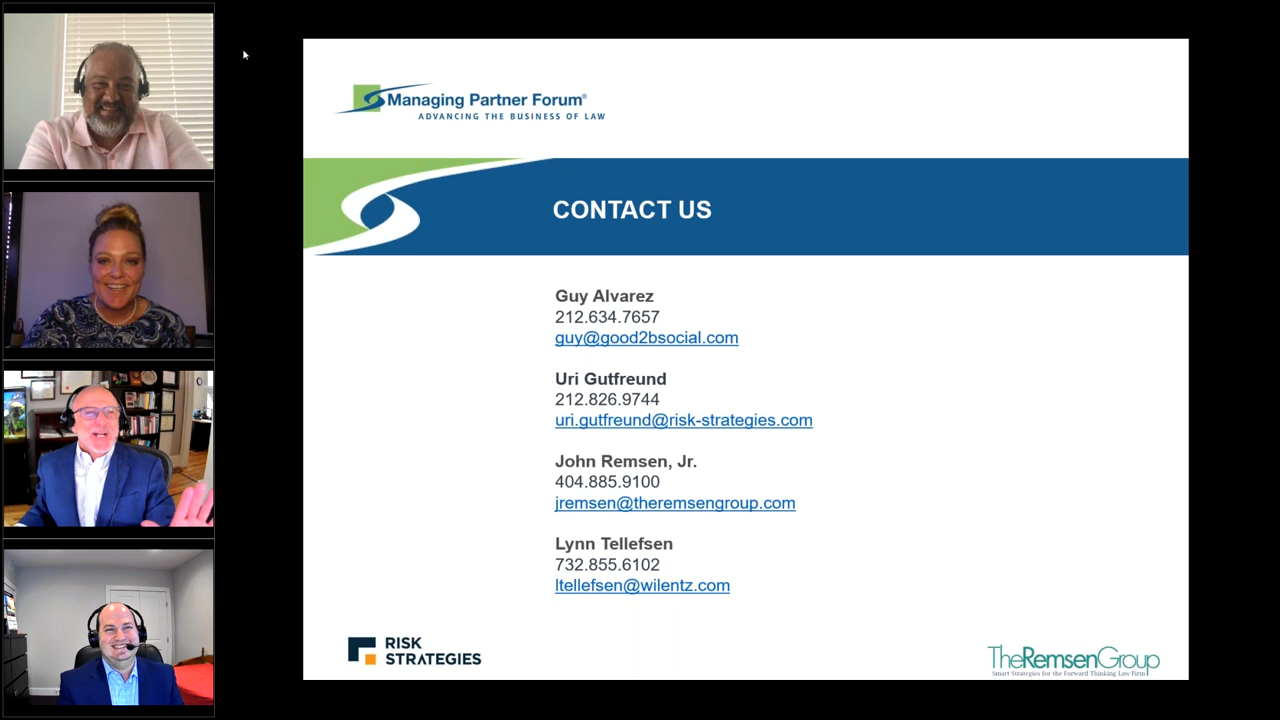 Managing Partner Forum®
ADVANCING THE BUSINESS OF LAW
CONTACT US
Guy Alvarez
212.634.7657
guy@good2bsocial.com
Uri Gutfreund
212.826.9744
uri.gutfreund@risk-strategies.com
John Remsen, Jr.
404.885.9100
jremsen@theremsengroup.com
Lynn Tellefsen
732.855.6102
ltellefsen@wilentz.com
RISK
STRATEGIES
TheRemsenGroup
Smart Strategies for the Forward Thinking Law Firm